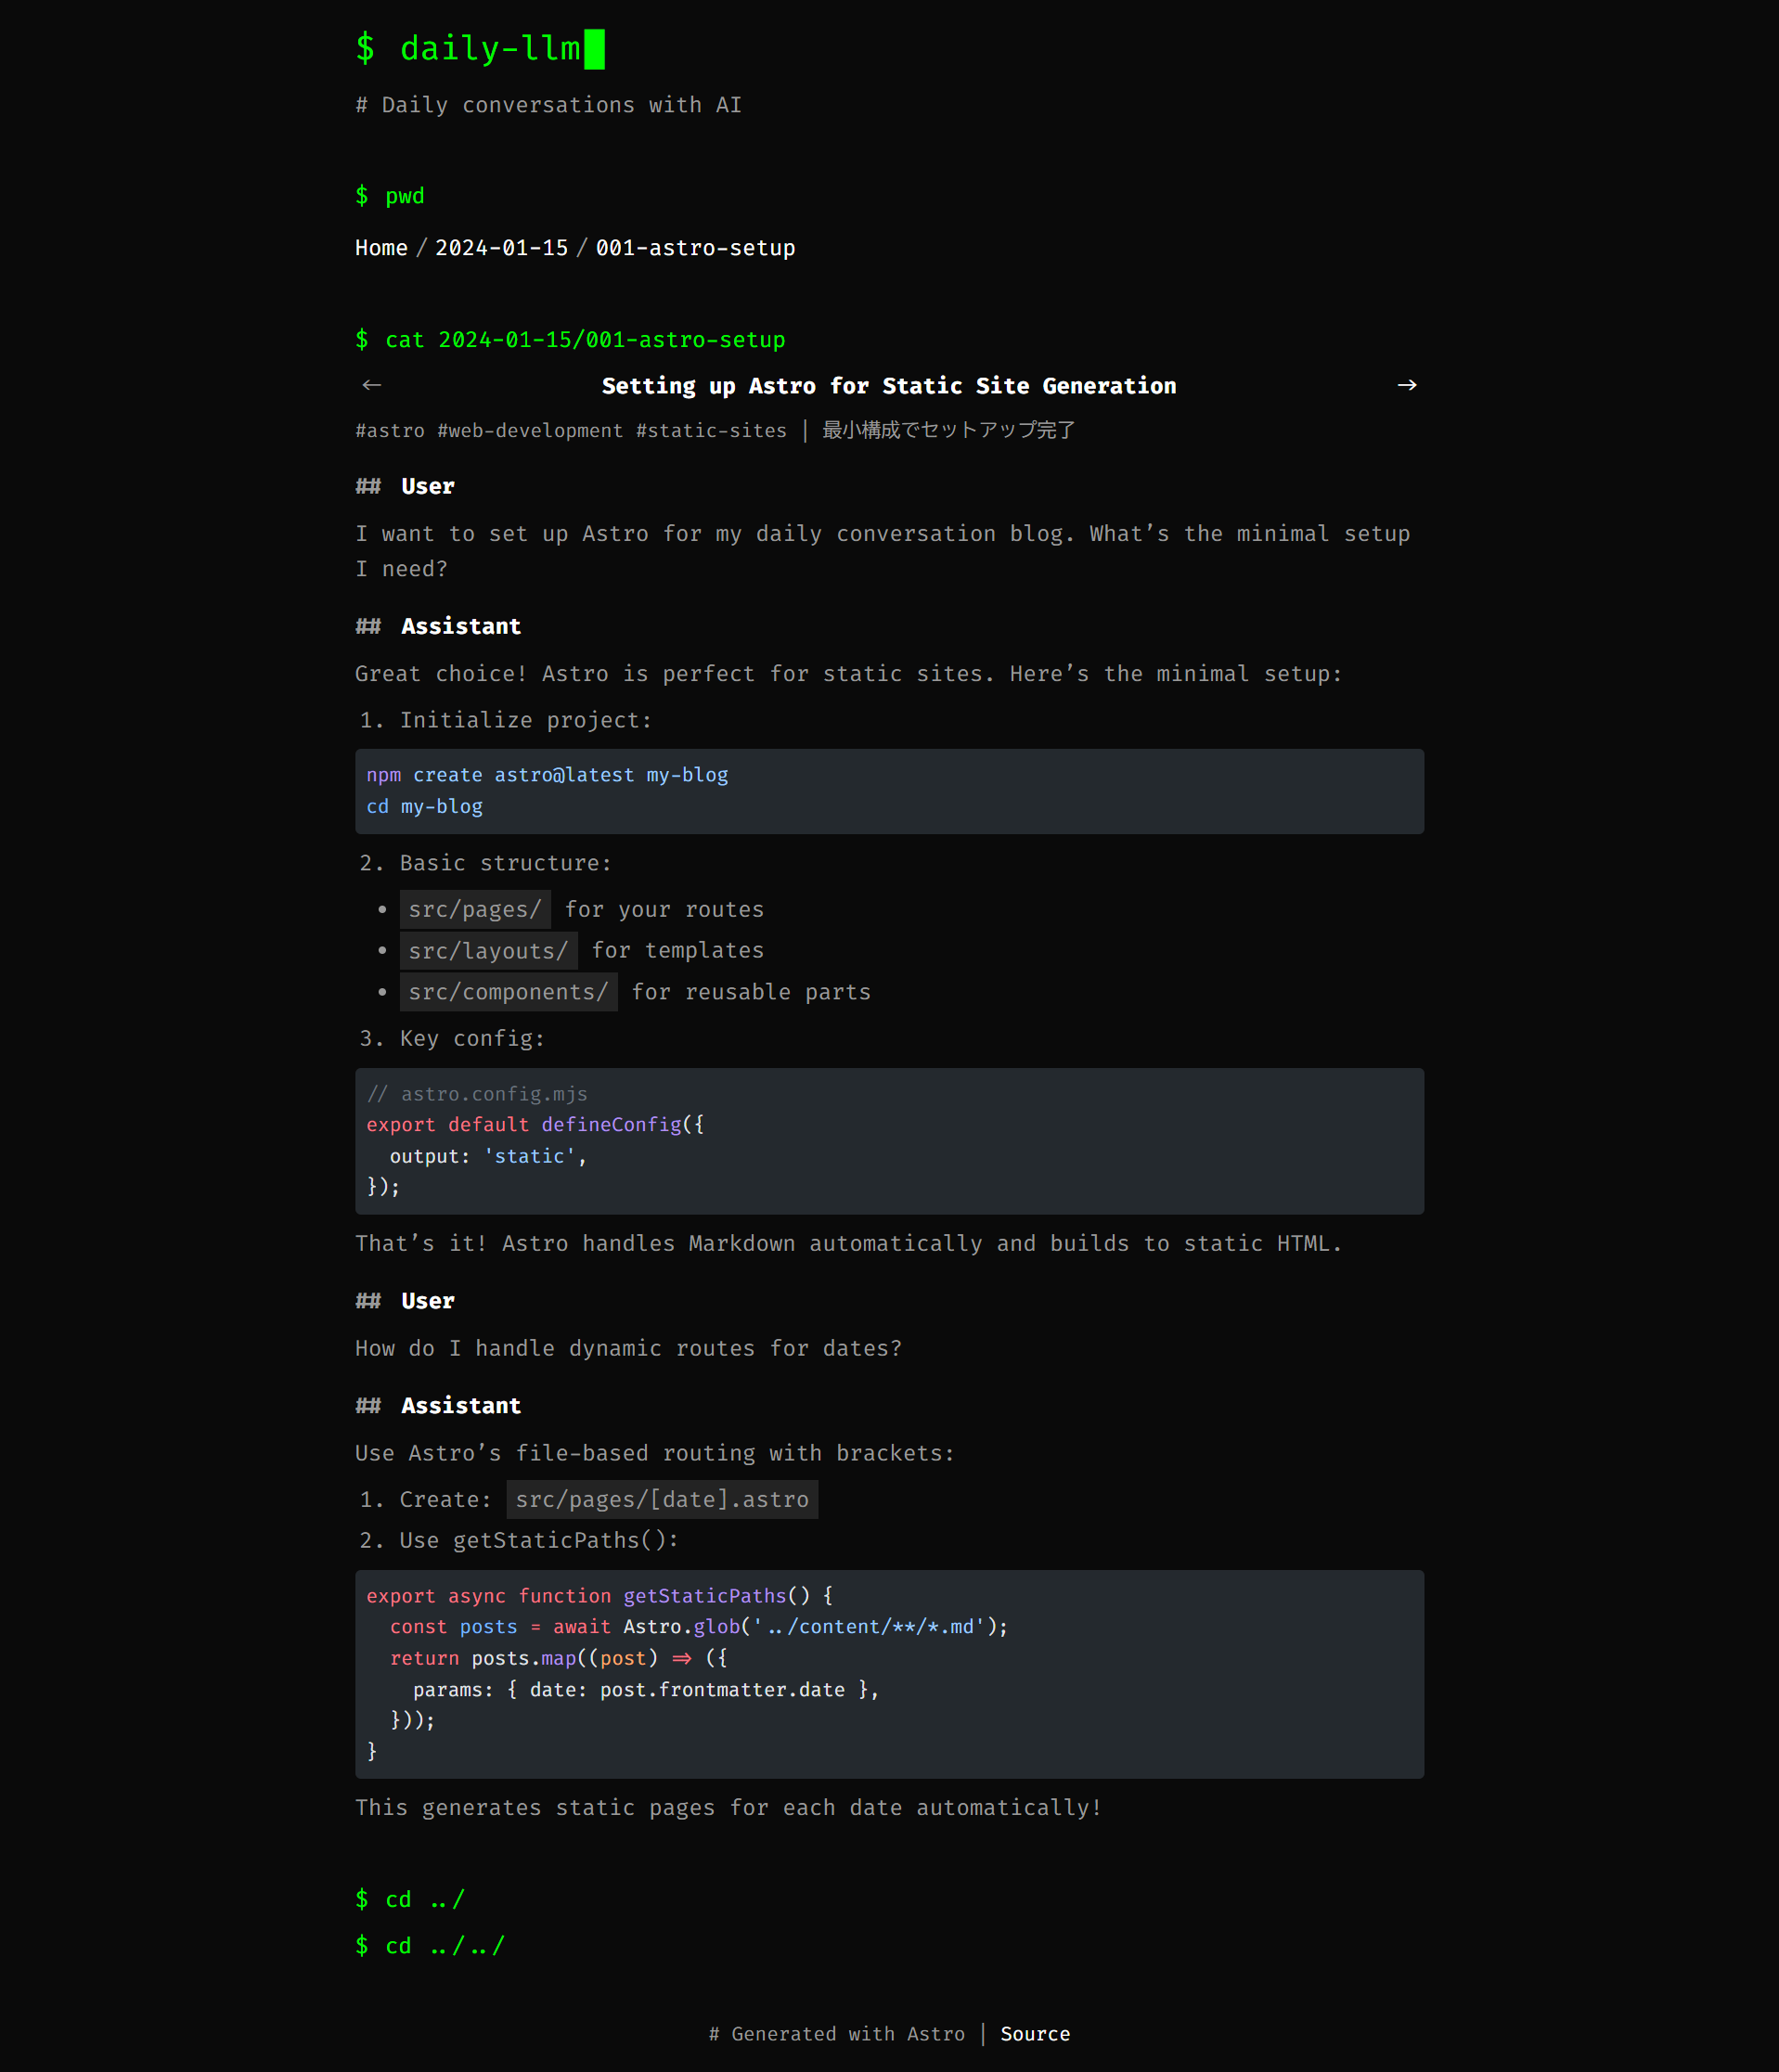 $ daily-llm
# Daily conversations with AI
$ pwd
Home / 2024-01-15 / 001-astro-setup
$ cat 2024-01-15/001-astro-setup
← Setting up Astro for Static Site Generation →
#astro #web-development #static-sites | 最小構成でセットアップ完了
## User
I want to set up Astro for my daily conversation blog. What’s the minimal setup
I need?
## Assistant
Great choice! Astro is perfect for static sites. Here’s the minimal setup:
1. Initialize project:
npm create astro@latest my-blog
cd my-blog
2. Basic structure:
• src/pages/ for your routes
• src/layouts/ for templates
• src/components/ for reusable parts
3. Key config:
// astro.config.mjs
export default defineConfig({
  output: 'static',
});
That’s it! Astro handles Markdown automatically and builds to static HTML.
## User
How do I handle dynamic routes for dates?
## Assistant
Use Astro’s file-based routing with brackets:
1. Create: src/pages/[date].astro
2. Use getStaticPaths():
export async function getStaticPaths() {
  const posts = await Astro.glob('../content/**/*.md');
  return posts.map((post) => ({
    params: { date: post.frontmatter.date },
  }));
}
This generates static pages for each date automatically!
$ cd ../
$ cd ../../
# Generated with Astro | Source